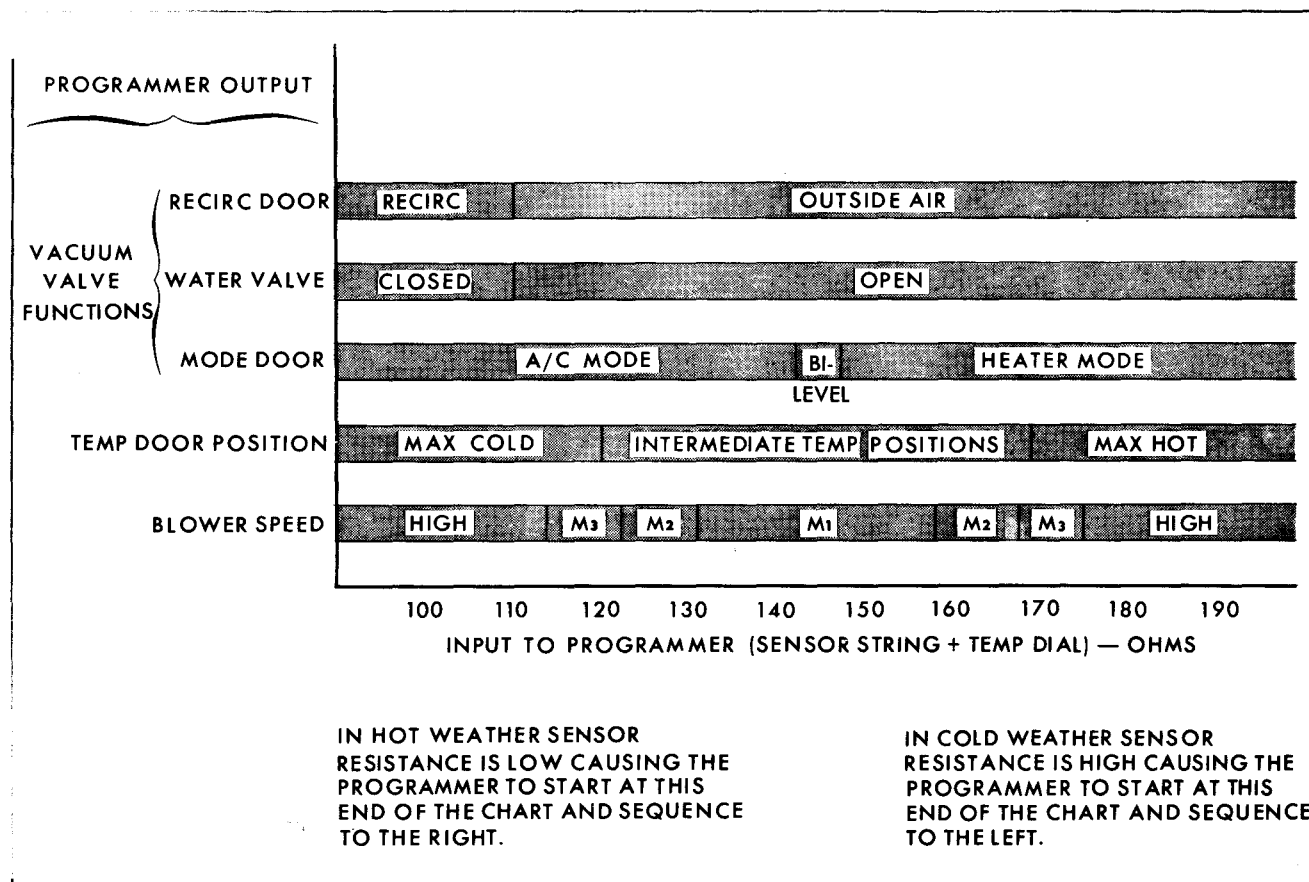 PROGRAMMER OUTPUT
VACUUM
VALVE
FUNCTIONS
RECIRC DOOR
RECIRC
OUTSIDE AIR
WATER VALVE
CLOSED
OPEN
MODE DOOR
A/C MODE
BI-
LEVEL
HEATER MODE
TEMP DOOR POSITION
MAX COLD
INTERMEDIATE TEMP POSITIONS
MAX HOT
BLOWER SPEED
HIGH
M3
M2
M1
M2
M3
HIGH
100 110 120 130 140 150 160 170 180 190
INPUT TO PROGRAMMER (SENSOR STRING + TEMP DIAL) — OHMS
IN HOT WEATHER SENSOR
RESISTANCE IS LOW CAUSING THE
PROGRAMMER TO START AT THIS
END OF THE CHART AND SEQUENCE
TO THE RIGHT.
IN COLD WEATHER SENSOR
RESISTANCE IS HIGH CAUSING THE
PROGRAMMER TO START AT THIS
END OF THE CHART AND SEQUENCE
TO THE LEFT.